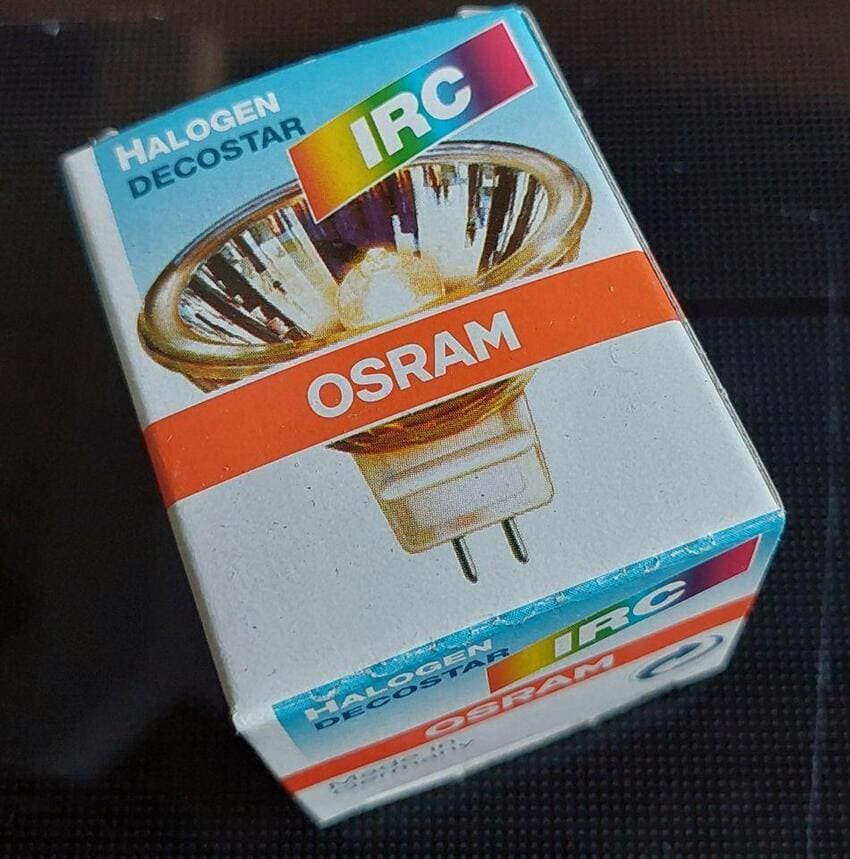 HALOGEN
DECOSTAR
IRC
OSRAM
HALOGEN
DECOSTAR
IRC
OSRAM
Made in
Germany